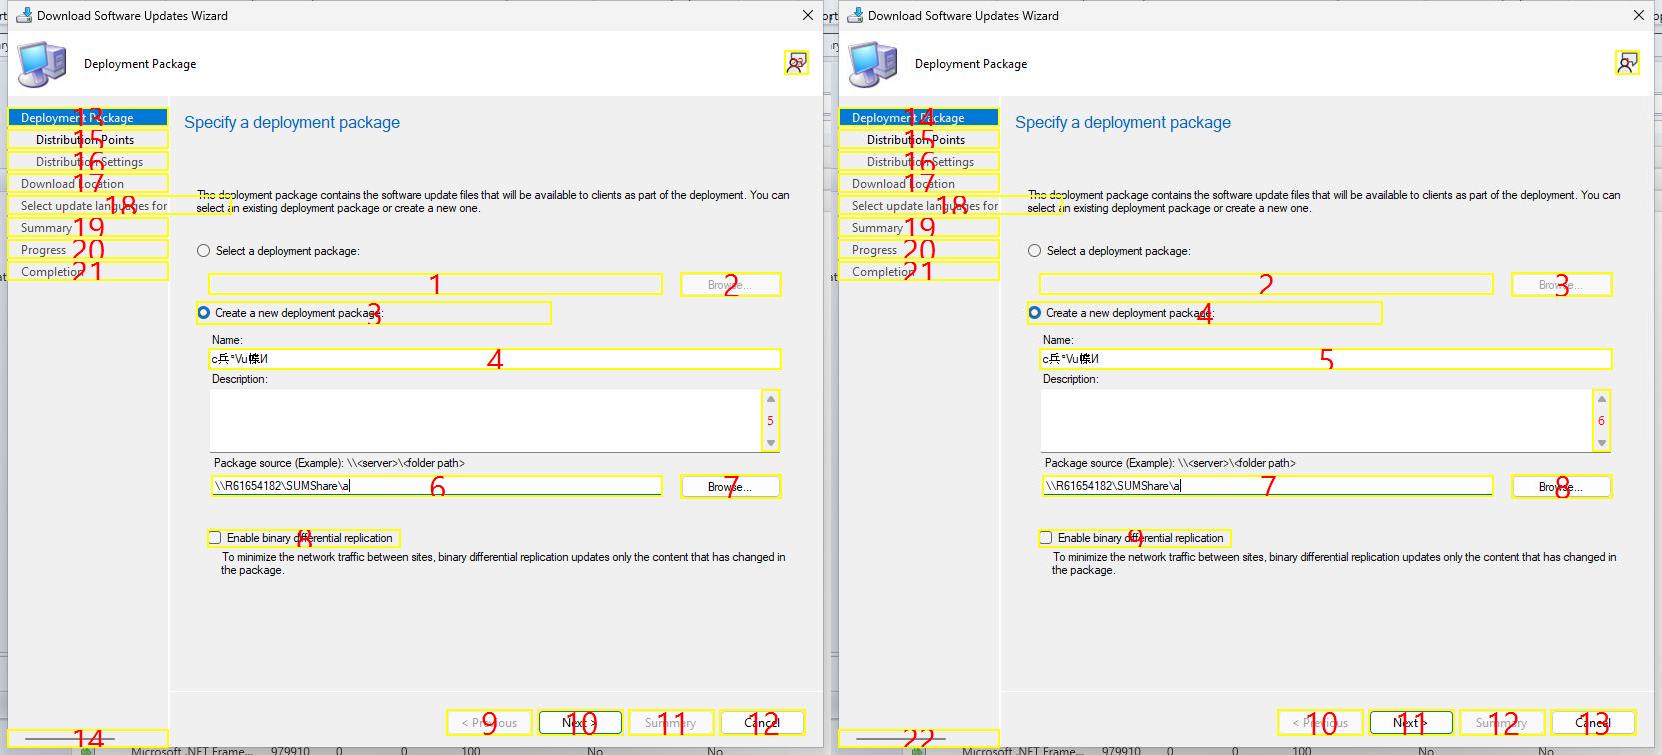 Download Software Updates Wizard
Deployment Package
Deployment Package
13
Distribution Points
15
Distribution Settings
16
Download Location
17
Select update languages for
18
Summary
19
Progress
20
Completion
21
14
Specify a deployment package
The deployment package contains the software update files that will be available to clients as part of the deployment. You can
select an existing deployment package or create a new one.
Select a deployment package:
1
Browse...
2
Create a new deployment package:
3
Name:
4
Description:
5
Package source (Example): \\<server>\<folder path>
\\R61654182\SUMShare\a
6
Browse...
7
Enable binary differential replication
8
To minimize the network traffic between sites, binary differential replication updates only the content that has changed in
the package.
< Previous
9
Next >
10
Summary
11
Cancel
12
Microsoft .NET Frame... 979910 0 0 100 No No
Download Software Updates Wizard
Deployment Package
Deployment Package
14
Distribution Points
15
Distribution Settings
16
Download Location
17
Select update languages for
18
Summary
19
Progress
20
Completion
21
22
Specify a deployment package
The deployment package contains the software update files that will be available to clients as part of the deployment. You can
select an existing deployment package or create a new one.
Select a deployment package:
2
Browse...
3
Create a new deployment package:
4
Name:
5
Description:
6
Package source (Example): \\<server>\<folder path>
\\R61654182\SUMShare\a
7
Browse...
8
Enable binary differential replication
9
To minimize the network traffic between sites, binary differential replication updates only the content that has changed in
the package.
< Previous
10
Next >
11
Summary
12
Cancel
13
Microsoft .NET Frame... 979910 0 0 100 No No